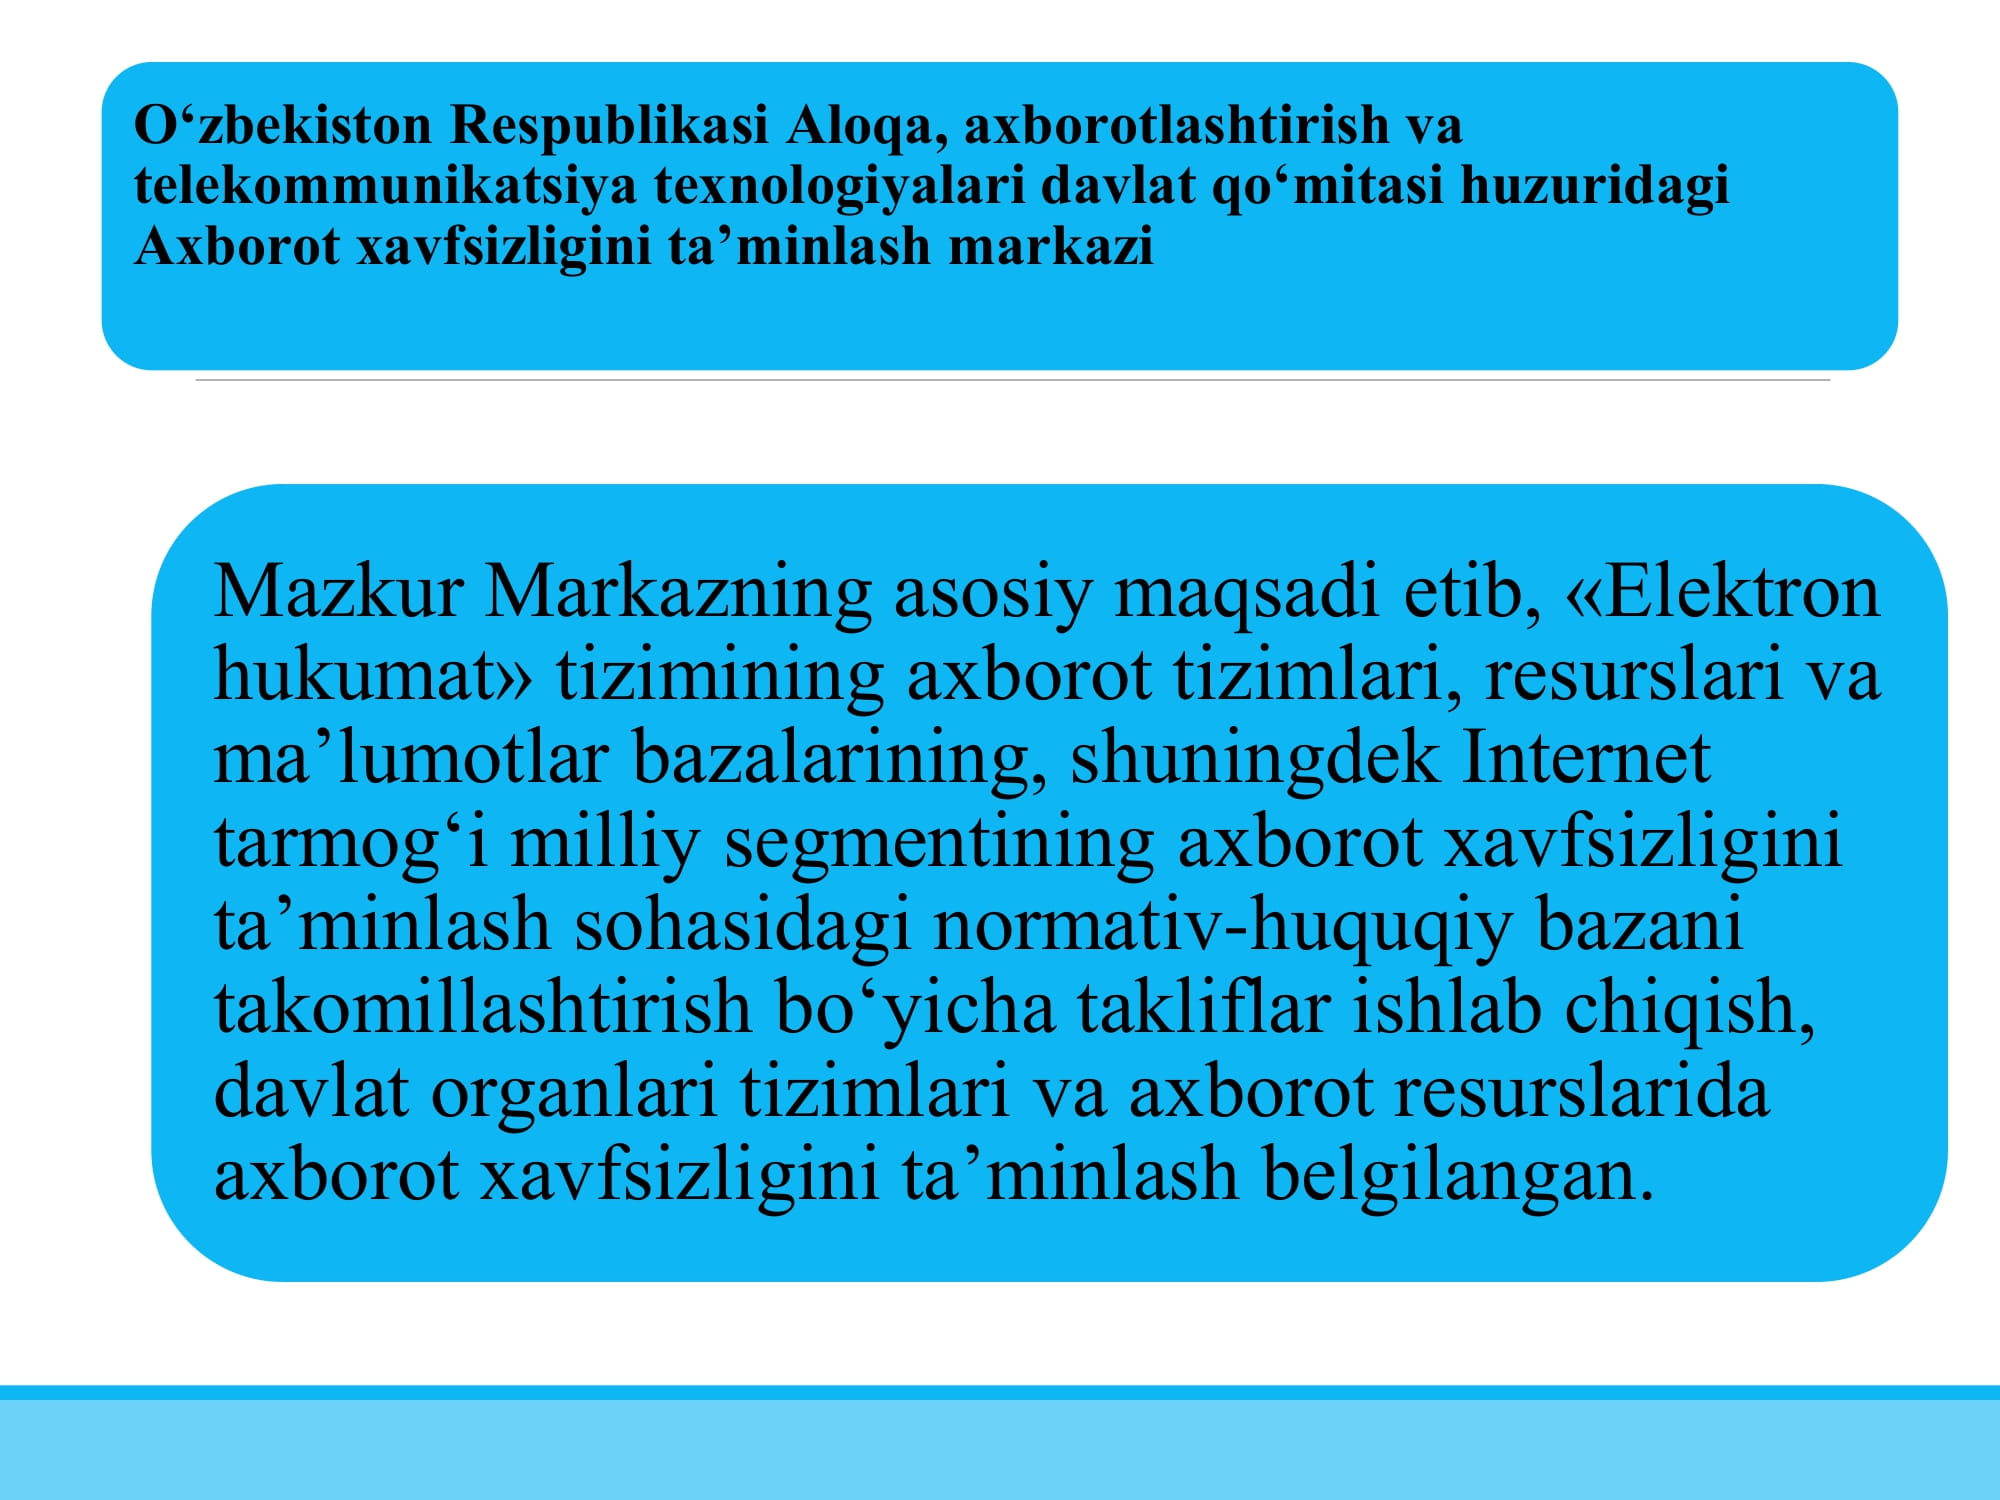 O‘zbekiston Respublikasi Aloqa, axborotlashtirish va
telekommunikatsiya texnologiyalari davlat qo‘mitasi huzuridagi
Axborot xavfsizligini ta’minlash markazi
Mazkur Markazning asosiy maqsadi etib, «Elektron
hukumat» tizimining axborot tizimlari, resurslari va
ma’lumotlar bazalarining, shuningdek Internet
tarmog‘i milliy segmentining axborot xavfsizligini
ta’minlash sohasidagi normativ-huquqiy bazani
takomillashtirish bo‘yicha takliflar ishlab chiqish,
davlat organlari tizimlari va axborot resurslarida
axborot xavfsizligini ta’minlash belgilangan.